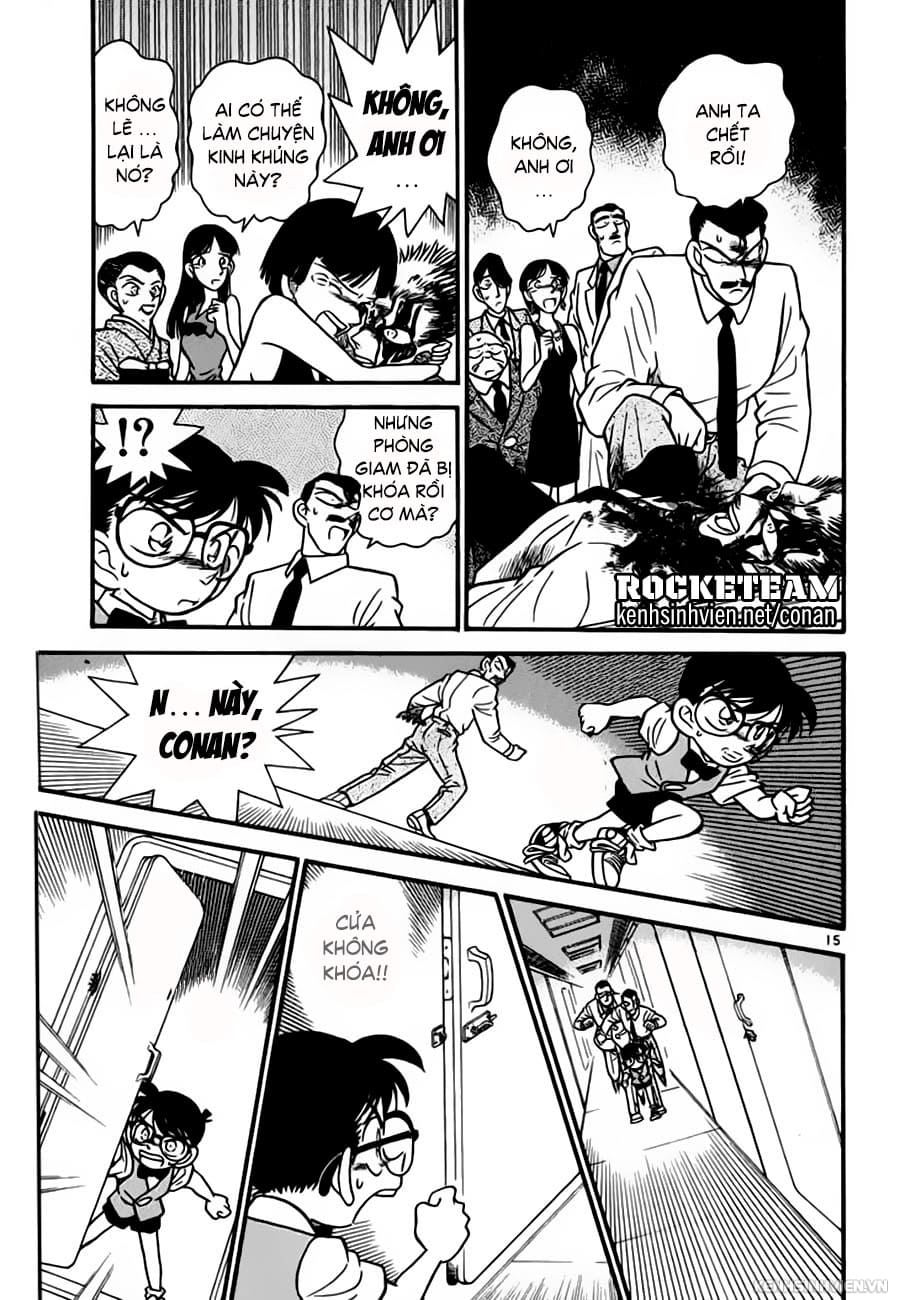 ANH TA
CHẾT
RỒI!
KHÔNG,
ANH ƠI
...
KHÔNG,
ANH ƠI
...
AI CÓ THỂ
LÀM CHUYỆN
KINH KHỦNG
NÀY?
KHÔNG
LẼ ...
LẠI LÀ
NÓ?
NHƯNG
PHÒNG
GIAM ĐÃ BỊ
KHÓA RỒI
CƠ MÀ?
!?
ROCKETEAM
kenhsinhvien.net/conan
N... NÀY,
CONAN?
15
CỬA
KHÔNG
KHÓA!!
KENHSINHVIEN.VN